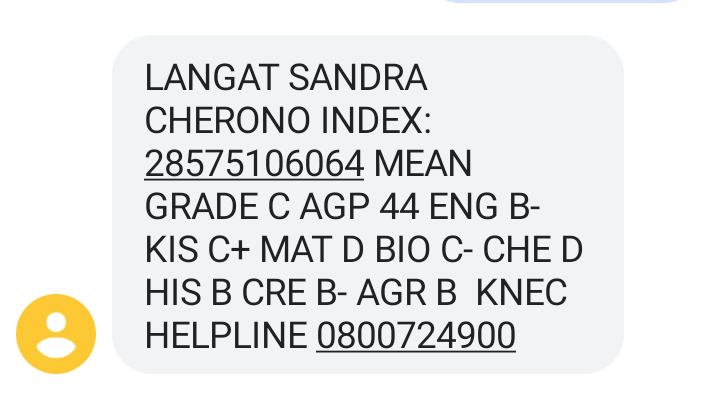 LANGAT SANDRA
CHERONO INDEX:
28575106064 MEAN
GRADE C AGP 44 ENG B-
KIS C+ MAT D BIO C- CHE D
HIS B CRE B- AGR B  KNEC
HELPLINE 0800724900